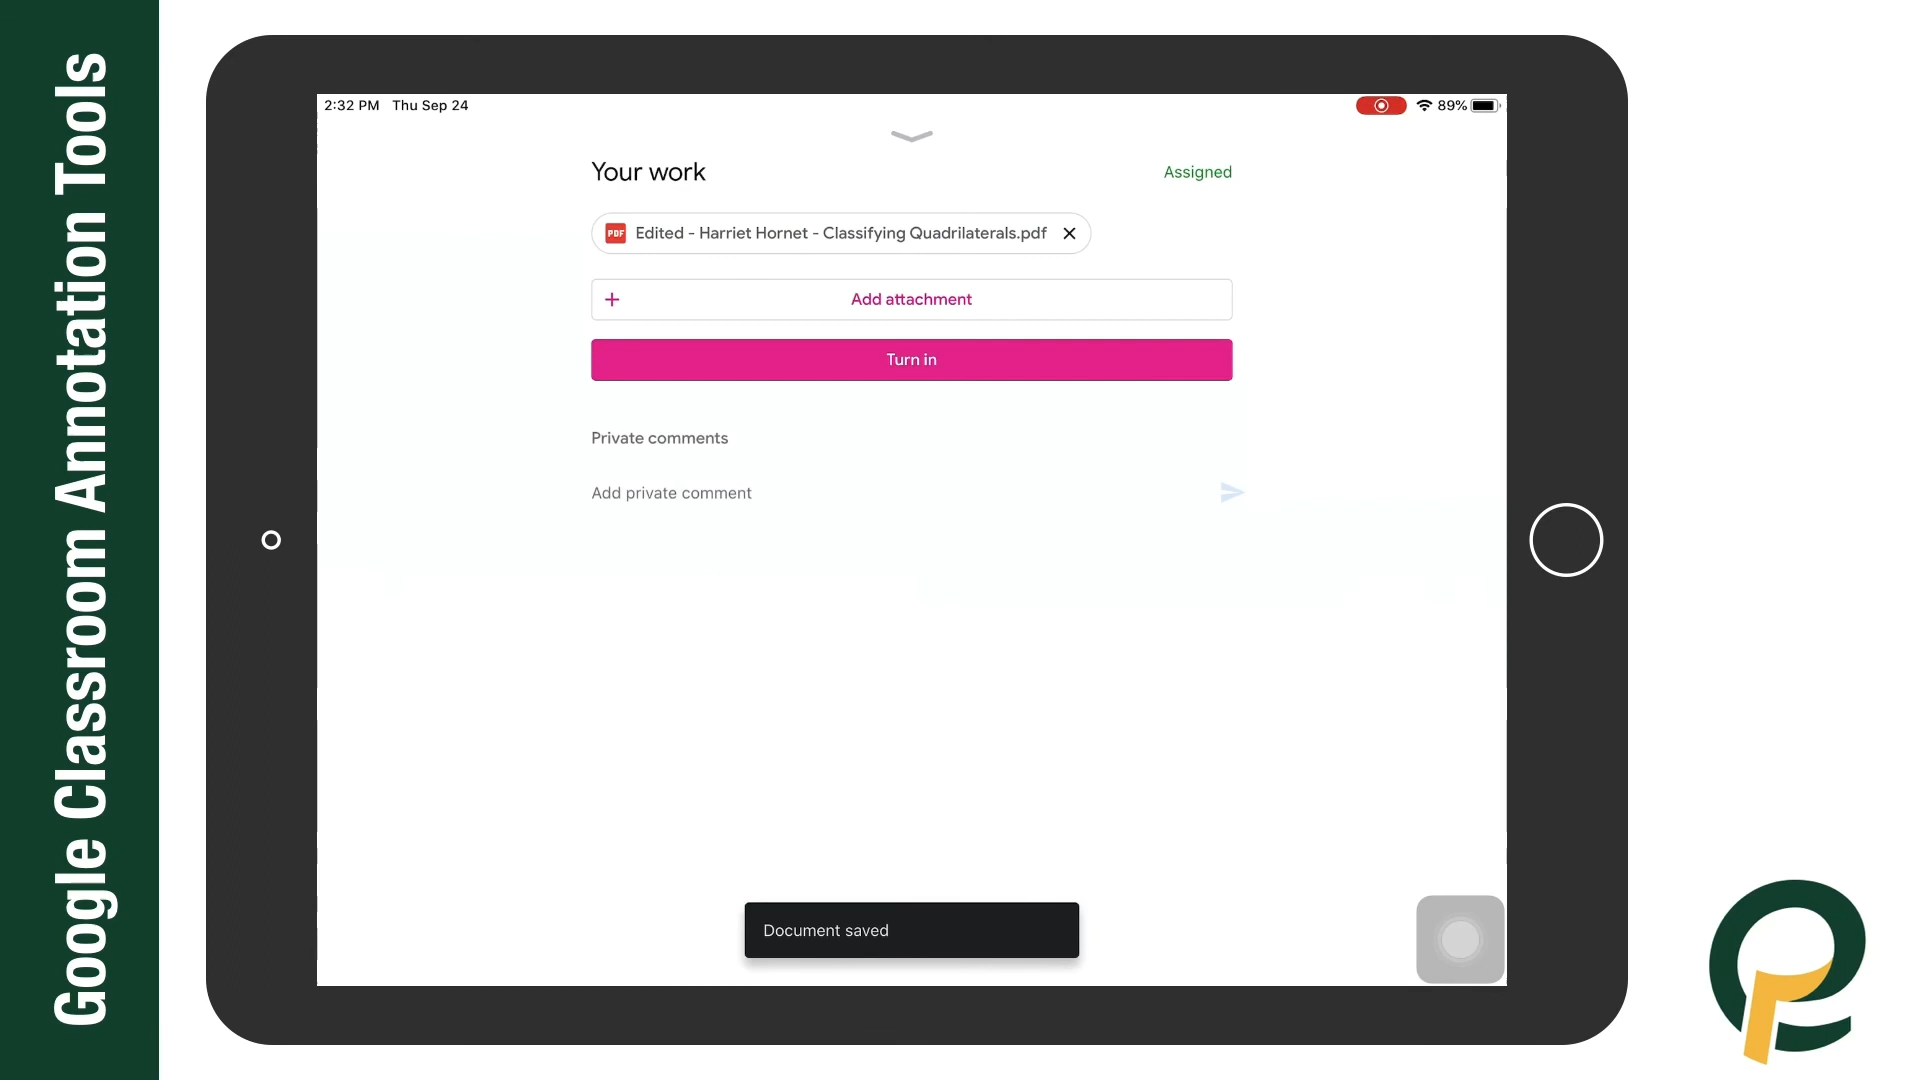 Google Classroom Annotation Tools
2:32 PM Thu Sep 24
89%
Your work
Assigned
PDF Edited - Harriet Hornet - Classifying Quadrilaterals.pdf
+ Add attachment
Turn in
Private comments
Add private comment
Document saved